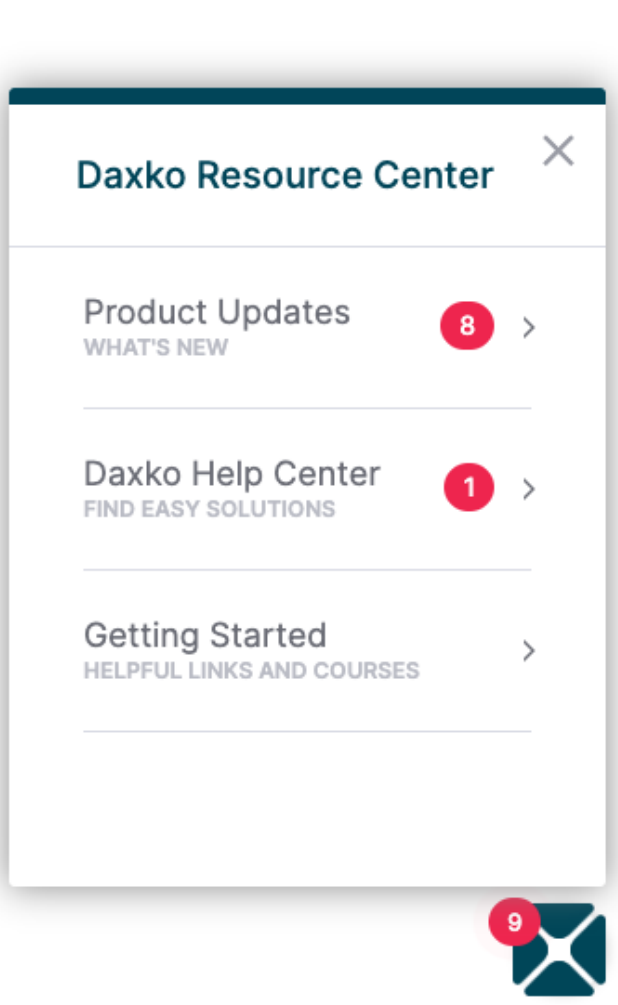 Daxko Resource Center
Product Updates
WHAT'S NEW
8
Daxko Help Center
FIND EASY SOLUTIONS
1
Getting Started
HELPFUL LINKS AND COURSES
9